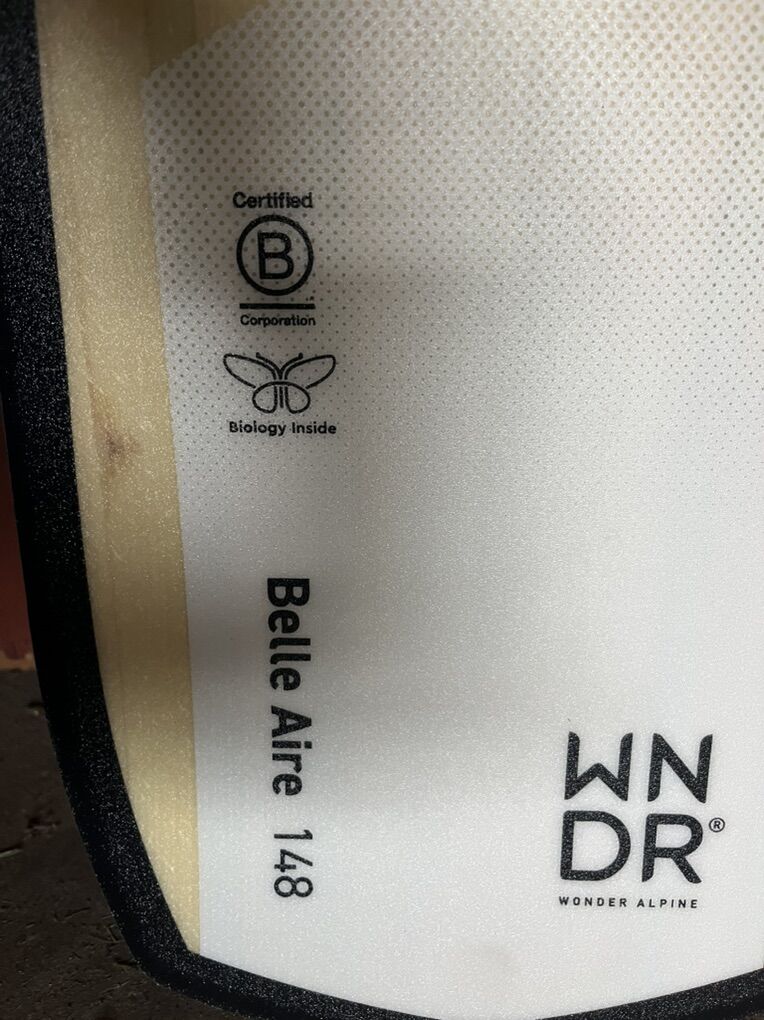 Certified
B
Corporation
Biology Inside
Belle Aire 148
WN
DR®
WONDER ALPINE